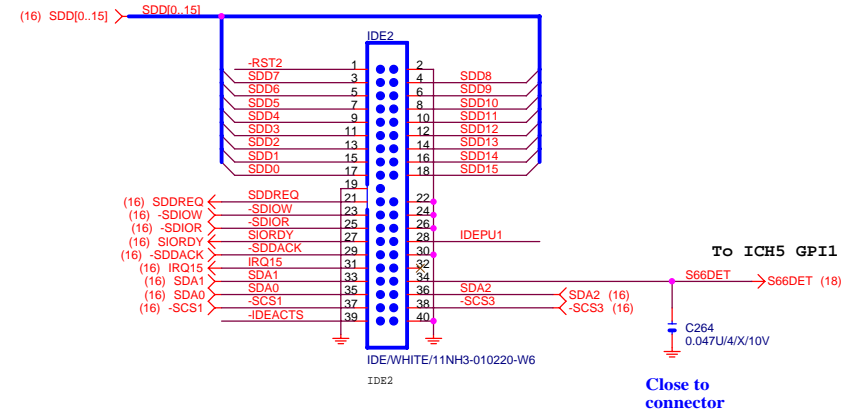 (16) SDD[0..15] SDD[0..15]
IDE2
-RST2 1 2
SDD7 3 4 SDD8
SDD6 5 6 SDD9
SDD5 7 8 SDD10
SDD4 9 10 SDD11
SDD3 11 12 SDD12
SDD2 13 14 SDD13
SDD1 15 16 SDD14
SDD0 17 18 SDD15
19
(16) SDDREQ SDDREQ 21 22
(16) -SDIOW -SDIOW 23 24
(16) -SDIOR -SDIOR 25 26
(16) SIORDY SIORDY 27 28 IDEPU1
(16) -SDDACK -SDDACK 29 30
To ICH5 GPI1
(16) IRQ15 IRQ15 31 32
(16) SDA1 SDA1 33 34 S66DET S66DET (18)
(16) SDA0 SDA0 35 36 SDA2 SDA2 (16)
(16) -SCS1 -SCS1 37 38 -SCS3 -SCS3 (16)
-IDEACTS 39 40
C264
0.047U/4/X/10V
IDE/WHITE/11NH3-010220-W6
IDE2
Close to
connector